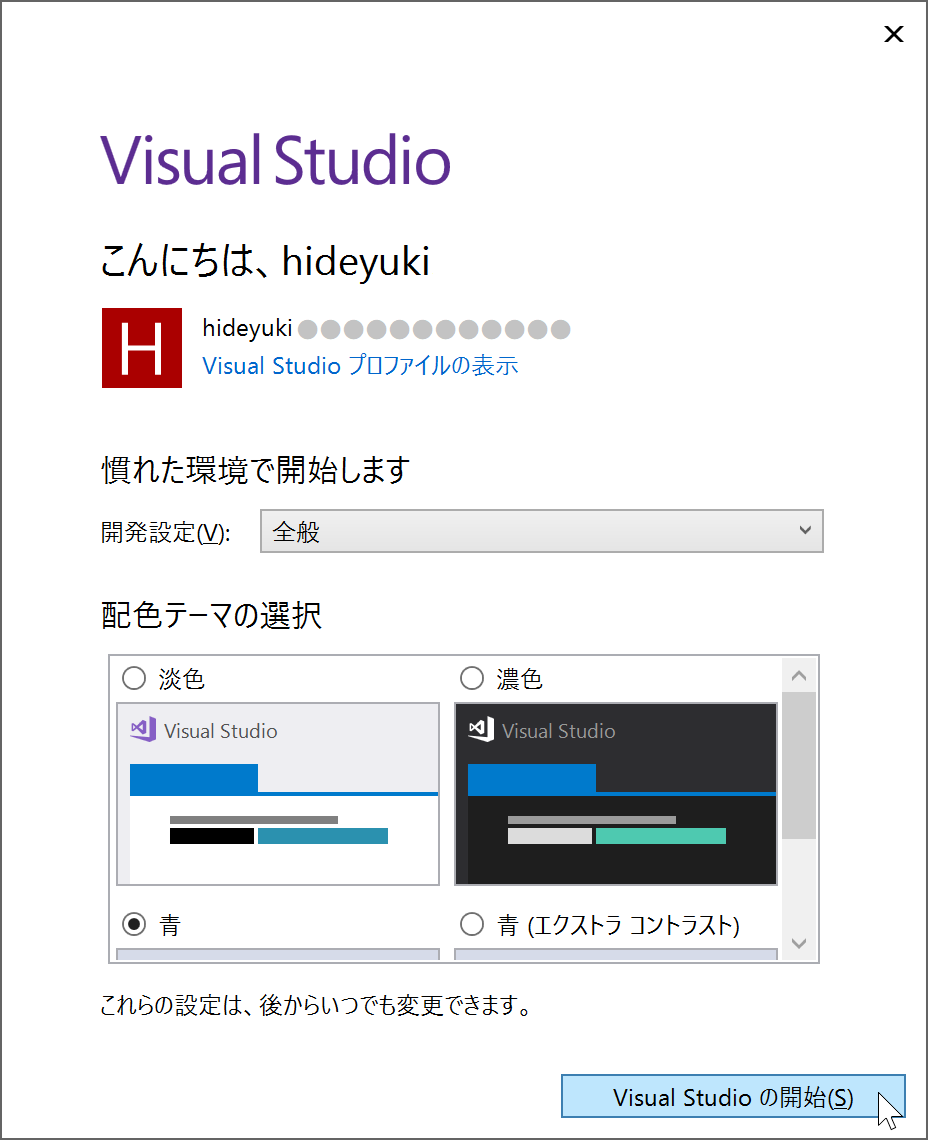 Visual Studio
こんにちは、hideyuki
H
hideyuki
Visual Studio プロファイルの表示
慣れた環境で開始します
開発設定(V):
全般
配色テーマの選択
淡色
濃色
Visual Studio
Visual Studio
青
青 (エクストラ コントラスト)
これらの設定は、後からいつでも変更できます。
Visual Studio の開始(S)